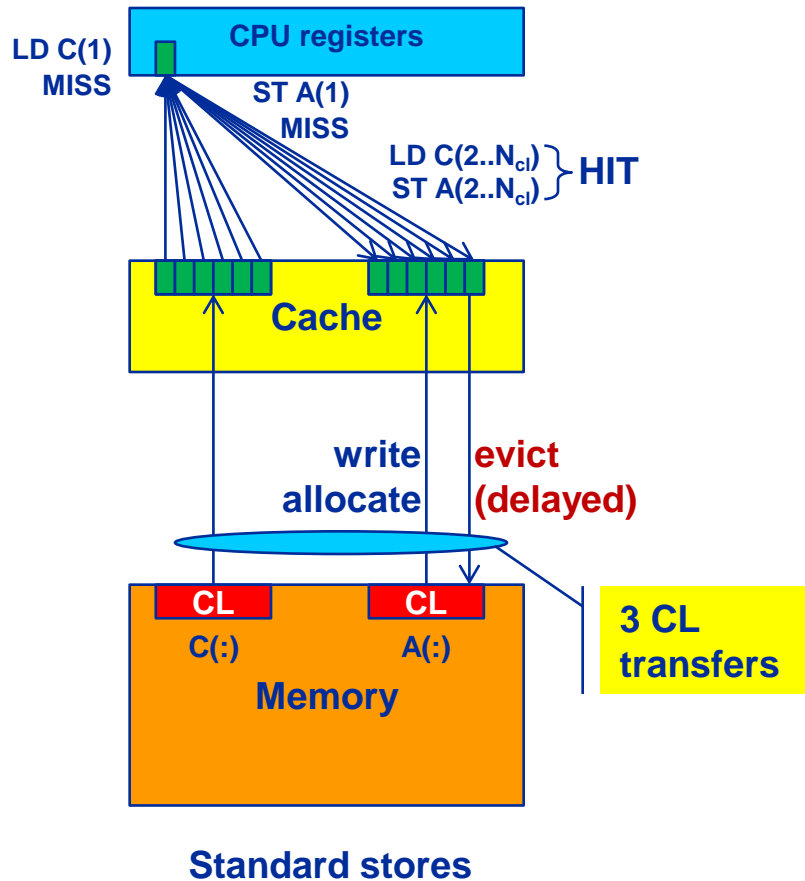 CPU registers
LD C(1)
MISS
ST A(1)
MISS
LD C(2..Ncl)
ST A(2..Ncl)
HIT
Cache
write
allocate
evict
(delayed)
CL
CL
C(:)
A(:)
Memory
3 CL
transfers
Standard stores